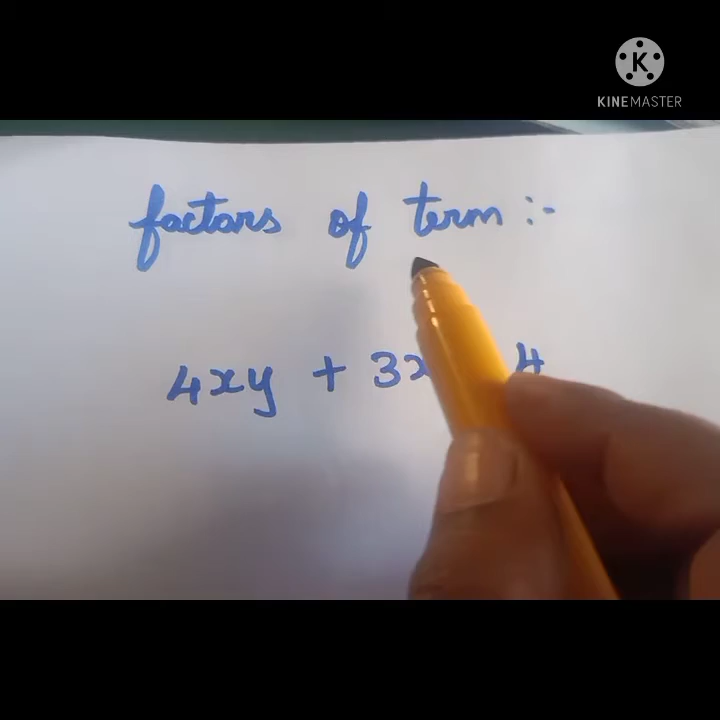 K
KINEMASTER
factors of term :-
4xy + 3x 4